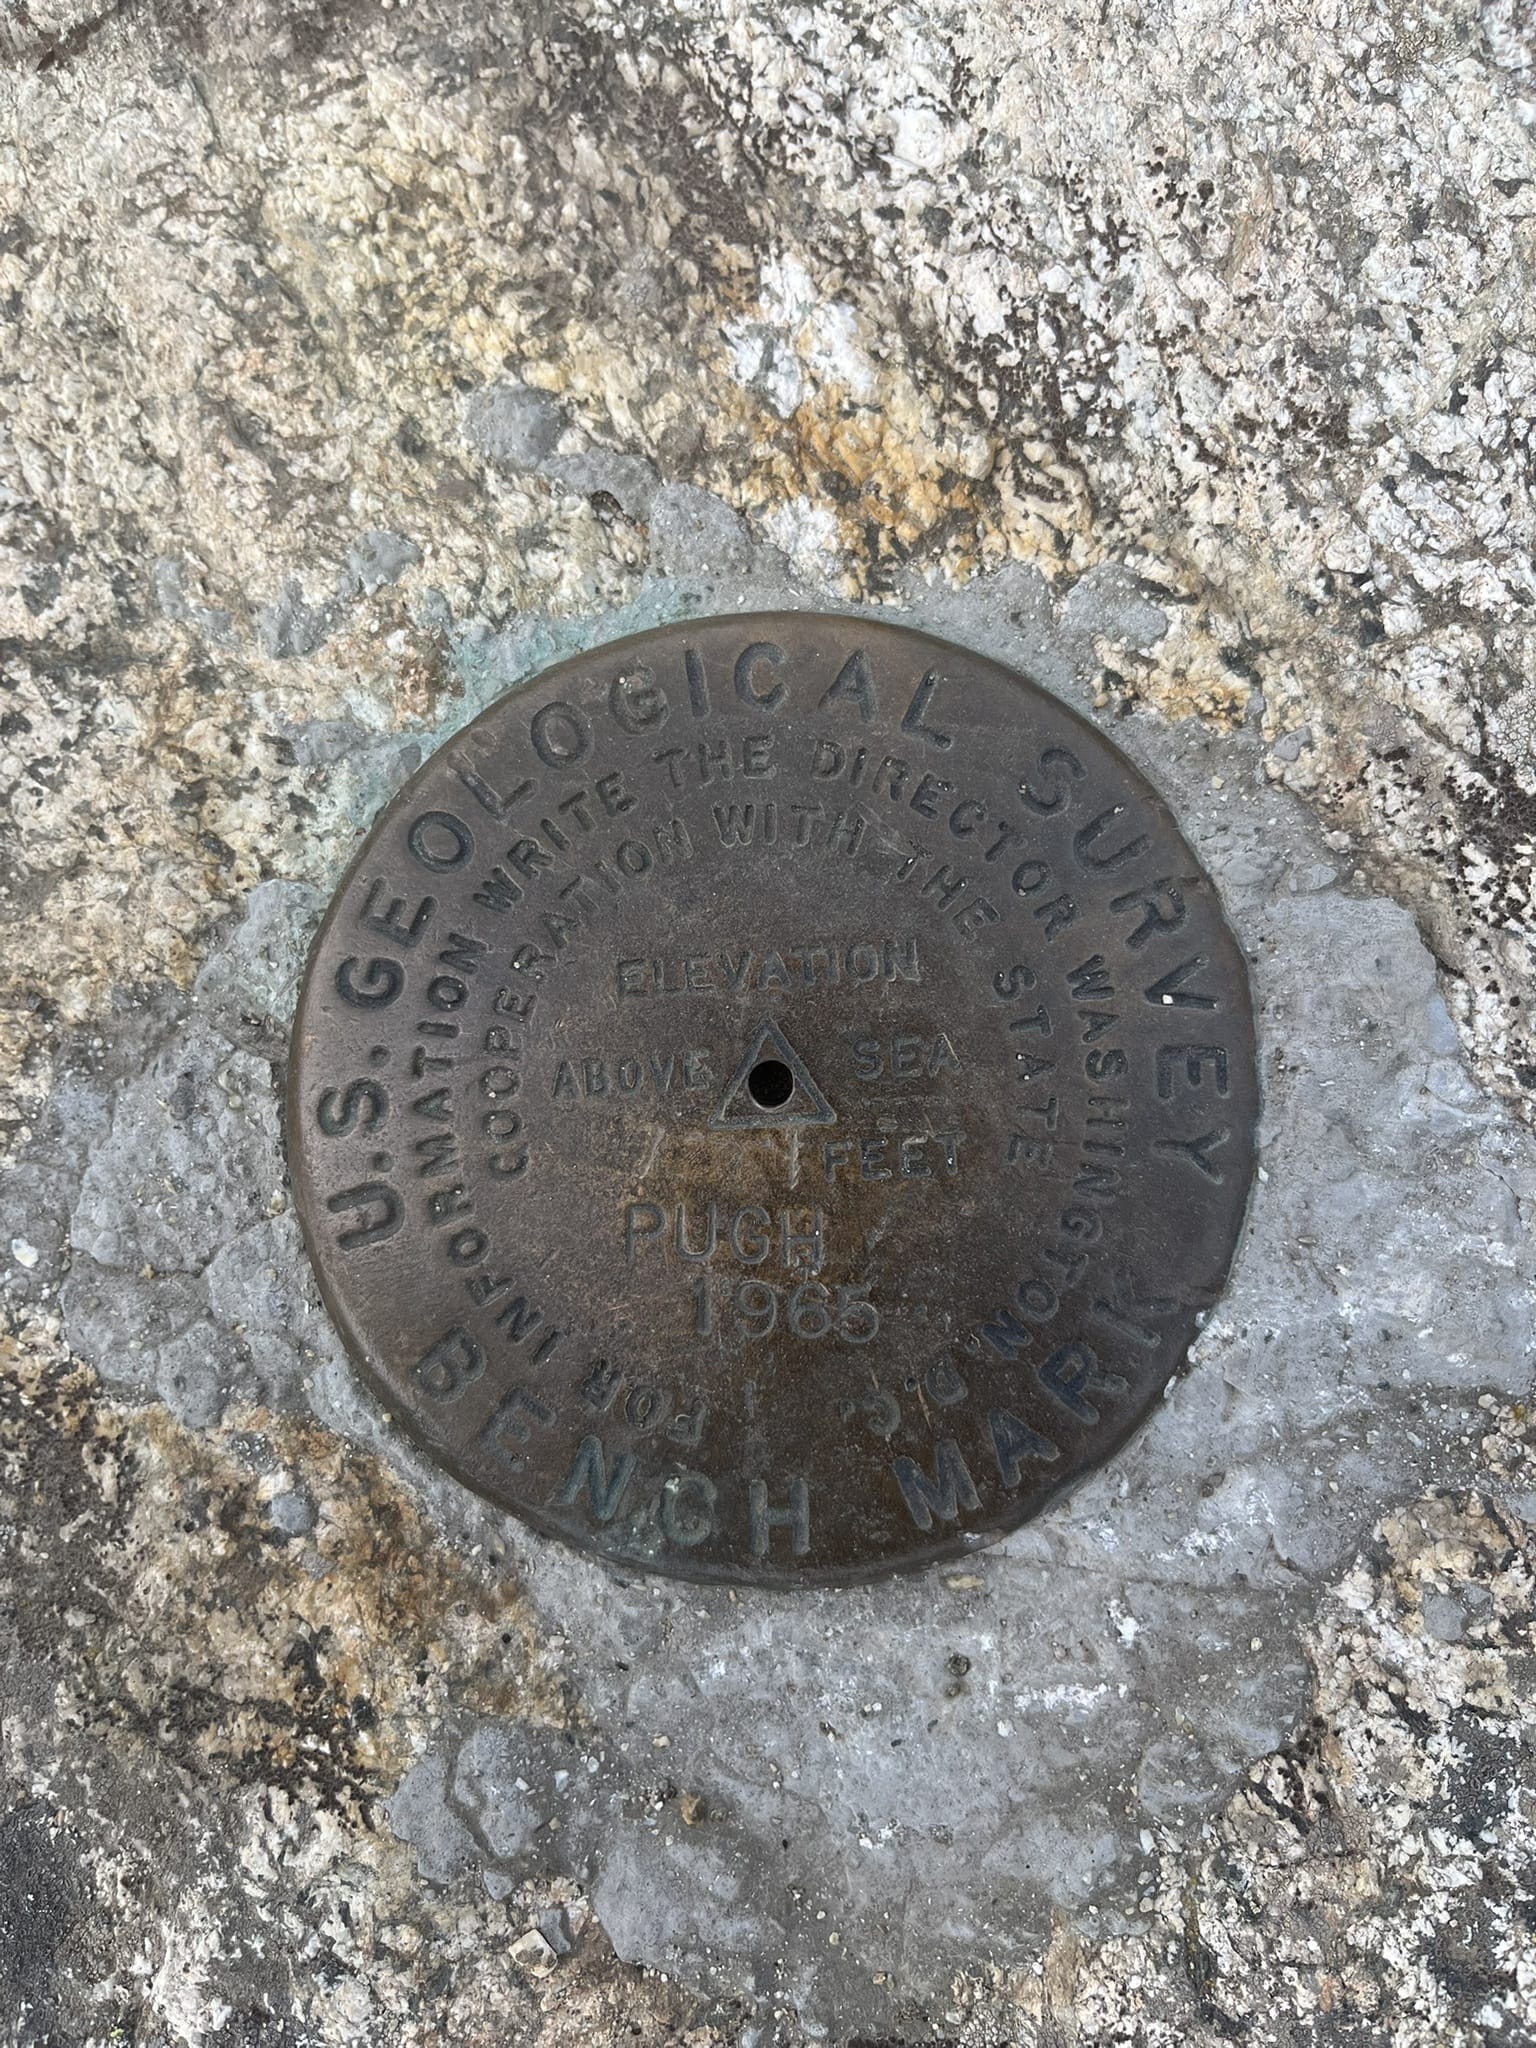 U.S. GEOLOGICAL SURVEY
BENCH MARK
FOR INFORMATION WRITE THE DIRECTOR WASHINGTON, D.C.
COOPERATION WITH THE STATE
ELEVATION
ABOVE SEA
FEET
PUGH
1965